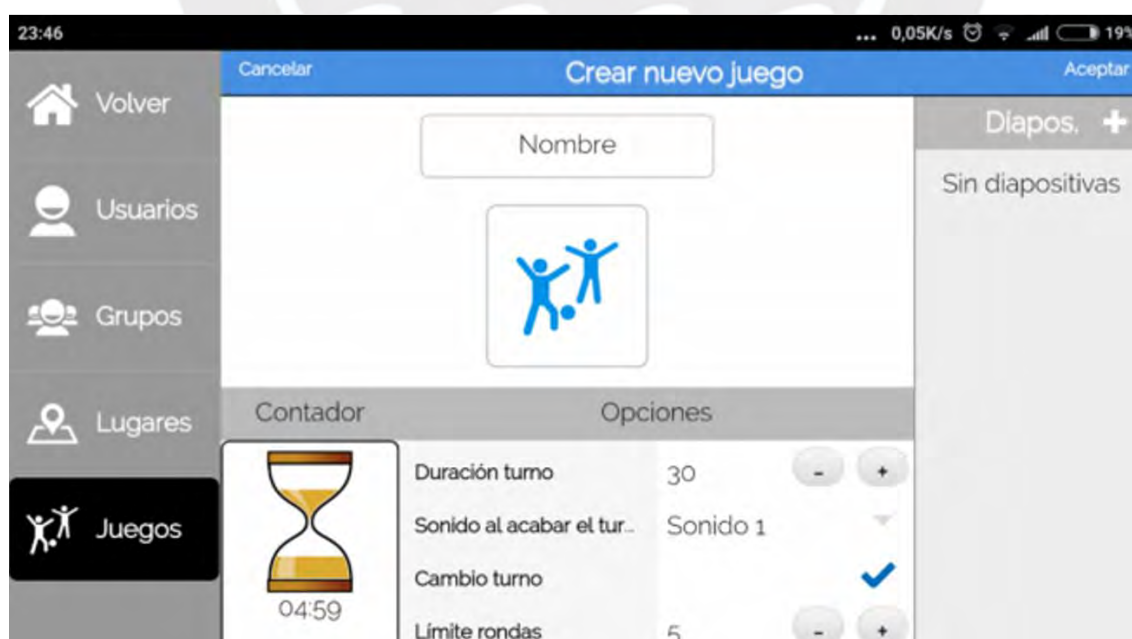 23:46 ... 0,05K/s 19%
Cancelar Crear nuevo juego Aceptar
Volver
Usuarios
Grupos
Lugares
Juegos
Nombre
Diapos. +
Sin diapositivas
Contador Opciones
04:59
Duración turno 30 - +
Sonido al acabar el tur... Sonido 1
Cambio turno
Límite rondas 5 - +